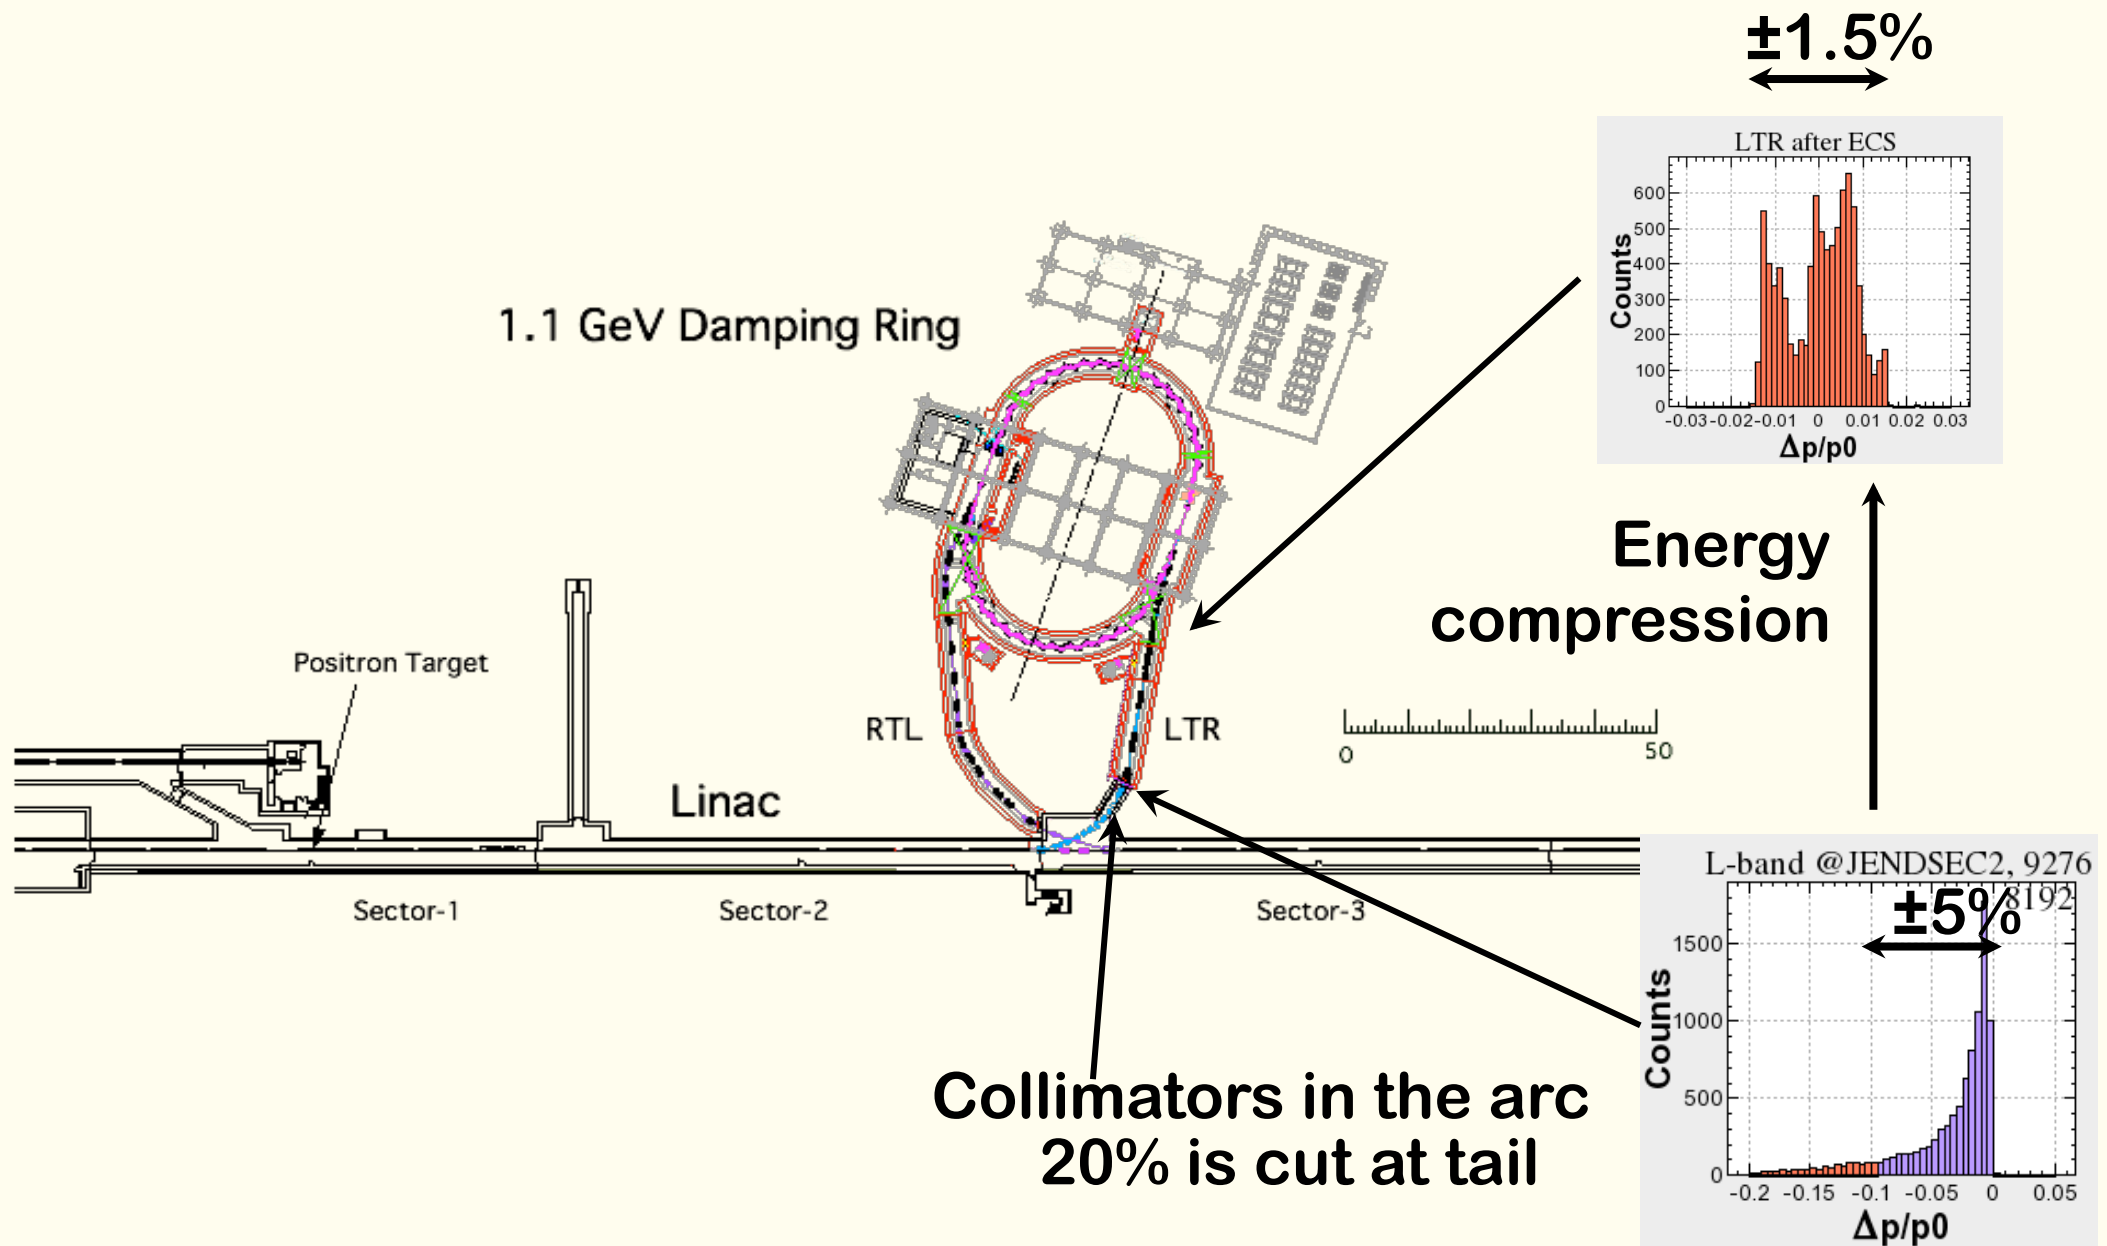 ±1.5%
LTR after ECS
600
500
400
300
200
100
0
Counts
-0.03 -0.02 -0.01 0 0.01 0.02 0.03
Δp/p0
1.1 GeV Damping Ring
Energy
compression
Positron Target
RTL
LTR
0
50
Linac
Sector-1
Sector-2
Sector-3
L-band @JENDSEC2, 9276
8192
±5%
1500
1000
500
0
Counts
-0.2 -0.15 -0.1 -0.05 0 0.05
Δp/p0
Collimators in the arc
20% is cut at tail